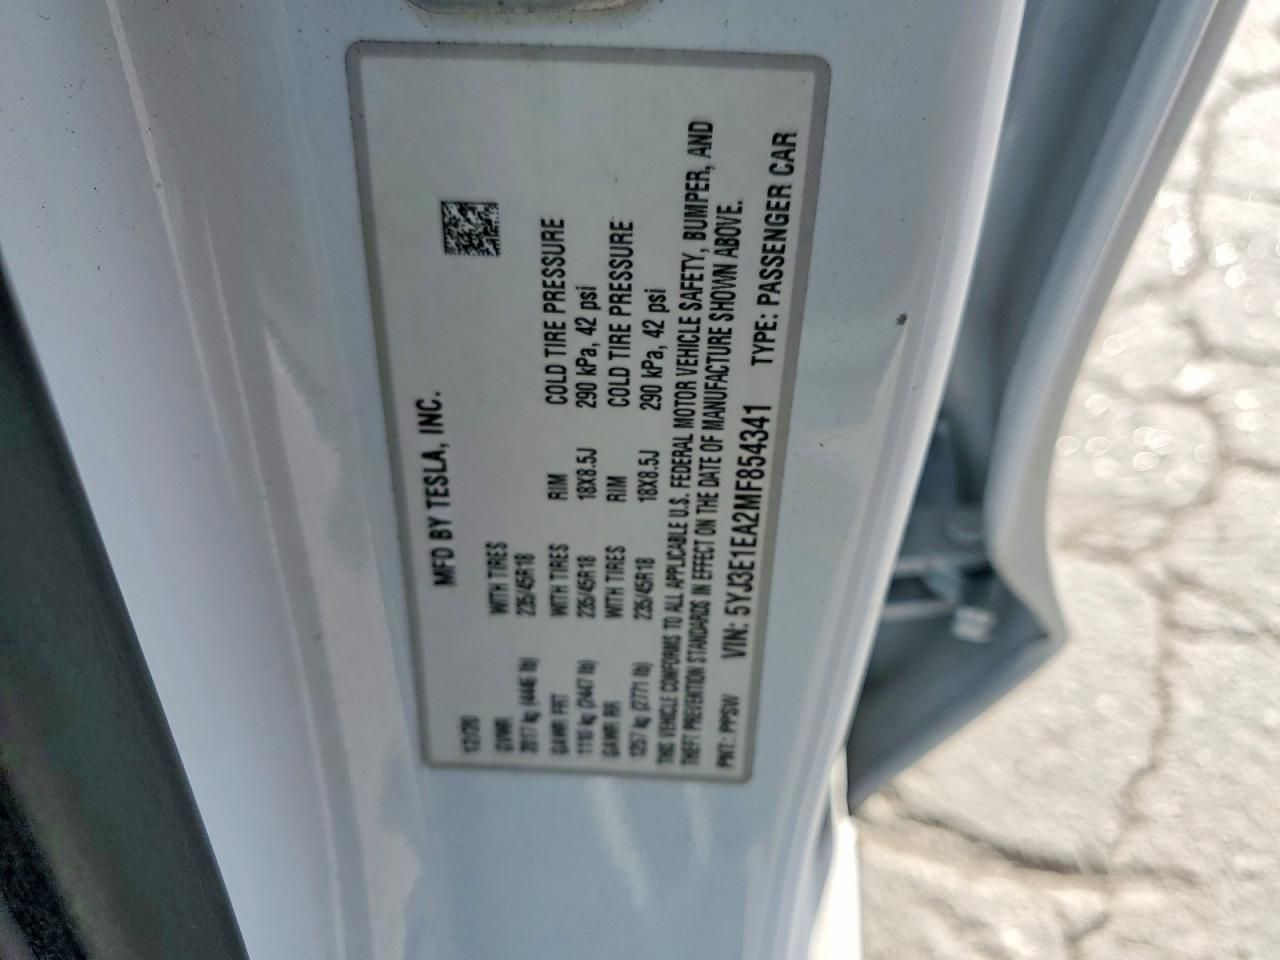 MFD BY TESLA, INC.
12/20
GVWR WITH TIRES
2017 kg (4446 lb) 235/45R18
GAWR FRT WITH TIRES RIM COLD TIRE PRESSURE
1110 kg (2447 lb) 235/45R18 18X8.5J 290 kPa, 42 psi
GAWR RR WITH TIRES RIM COLD TIRE PRESSURE
1257 kg (2771 lb) 235/45R18 18X8.5J 290 kPa, 42 psi
THIS VEHICLE CONFORMS TO ALL APPLICABLE U.S. FEDERAL MOTOR VEHICLE SAFETY, BUMPER, AND
THEFT PREVENTION STANDARDS IN EFFECT ON THE DATE OF MANUFACTURE SHOWN ABOVE.
PNT: PPSW VIN: 5YJ3E1EA2MF854341 TYPE: PASSENGER CAR